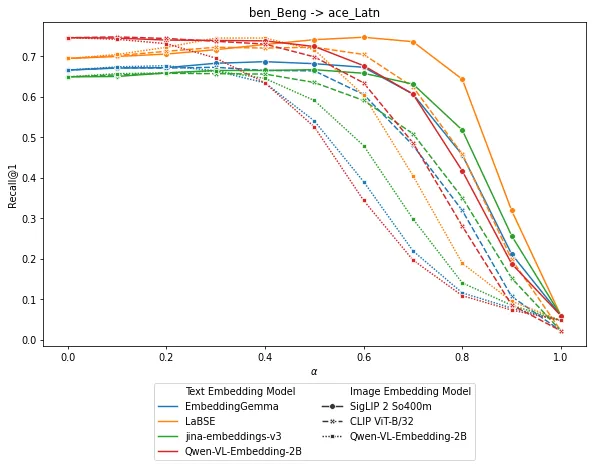 ben_Beng -> ace_Latn
Recall@1
0.7
0.6
0.5
0.4
0.3
0.2
0.1
0.0
0.0 0.2 0.4 0.6 0.8 1.0
α
Text Embedding Model
EmbeddingGemma
LaBSE
jina-embeddings-v3
Qwen-VL-Embedding-2B
Image Embedding Model
SigLIP 2 So400m
CLIP ViT-B/32
Qwen-VL-Embedding-2B